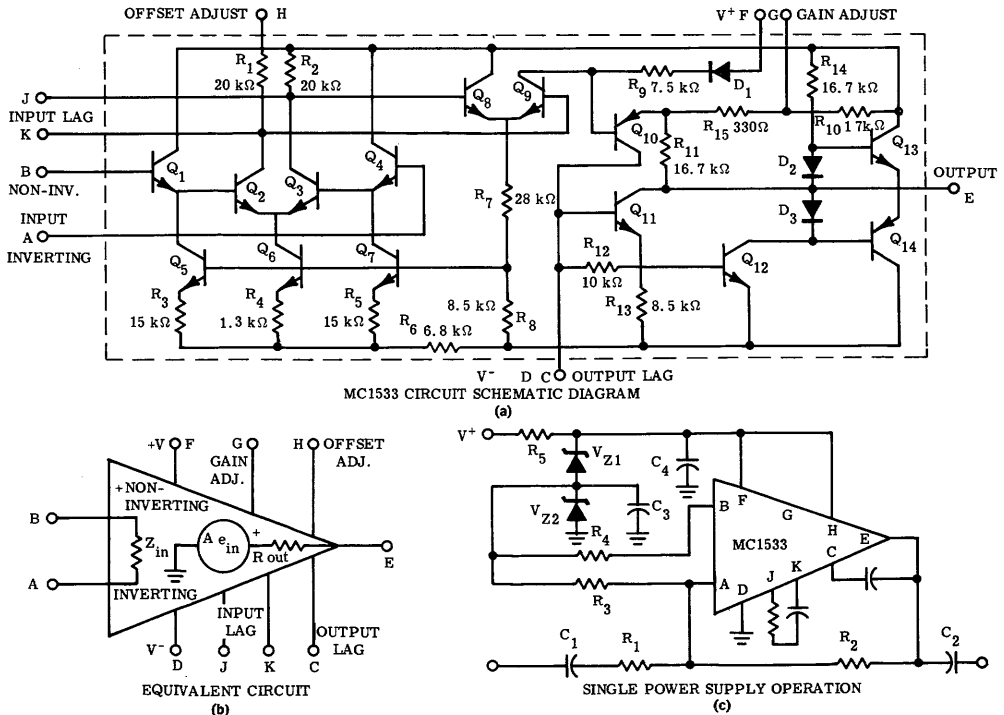 OFFSET ADJUST H
V+ F G GAIN ADJUST
R1
20 kΩ
R2
20 kΩ
R14
16.7 kΩ
J
INPUT LAG
K
Q8
Q9
R9 7.5 kΩ
D1
R15 330Ω
R10 17kΩ
Q10
R11
16.7 kΩ
D2
Q13
B
NON-INV.
Q1
Q2
Q3
Q4
R7
28 kΩ
OUTPUT
E
INPUT
A
INVERTING
Q11
D3
Q14
Q5
Q6
Q7
R12
10 kΩ
Q12
R3
15 kΩ
R4
1.3 kΩ
R5
15 kΩ
R6 6.8 kΩ
8.5 kΩ R8
R13 8.5 kΩ
V- D C OUTPUT LAG
MC1533 CIRCUIT SCHEMATIC DIAGRAM
(a)
+V F
G
GAIN
ADJ.
H OFFSET
ADJ.
+ NON-
INVERTING
B
Zin
A ein
+
R out
E
A
INVERTING
INPUT
LAG
OUTPUT
LAG
V-
D
J
K
C
EQUIVALENT CIRCUIT
(b)
V+
R5
VZ1
C4
VZ2
C3
R4
R3
B
F
G
H
MC1533
E
C
K
J
A
D
C1
R1
R2
C2
SINGLE POWER SUPPLY OPERATION
(c)